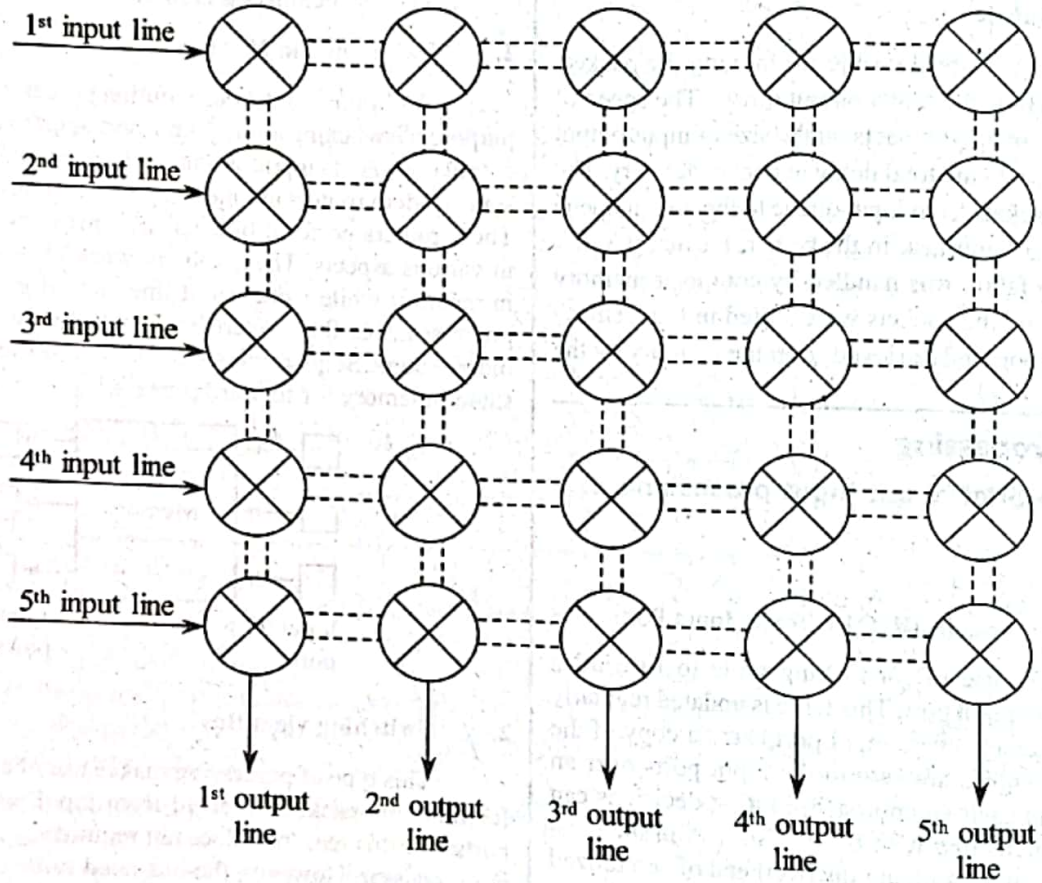 1st input line
2nd input line
3rd input line
4th input line
5th input line
1st output
line
2nd output
line
3rd output
line
4th output
line
5th output
line